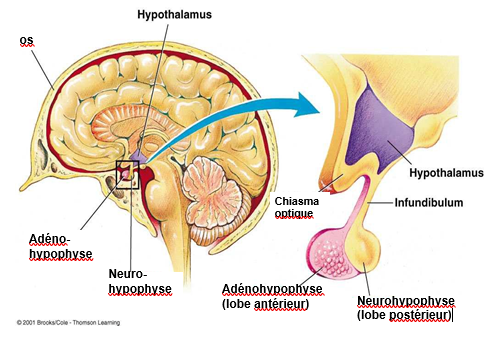 Hypothalamus
os
Hypothalamus
Chiasma
optique
Infundibulum
Adéno-
hypophyse
Neuro-
hypophyse
Adénohypophyse
(lobe antérieur)
Neurohypophyse
(lobe postérieur)
© 2001 Brooks/Cole - Thomson Learning